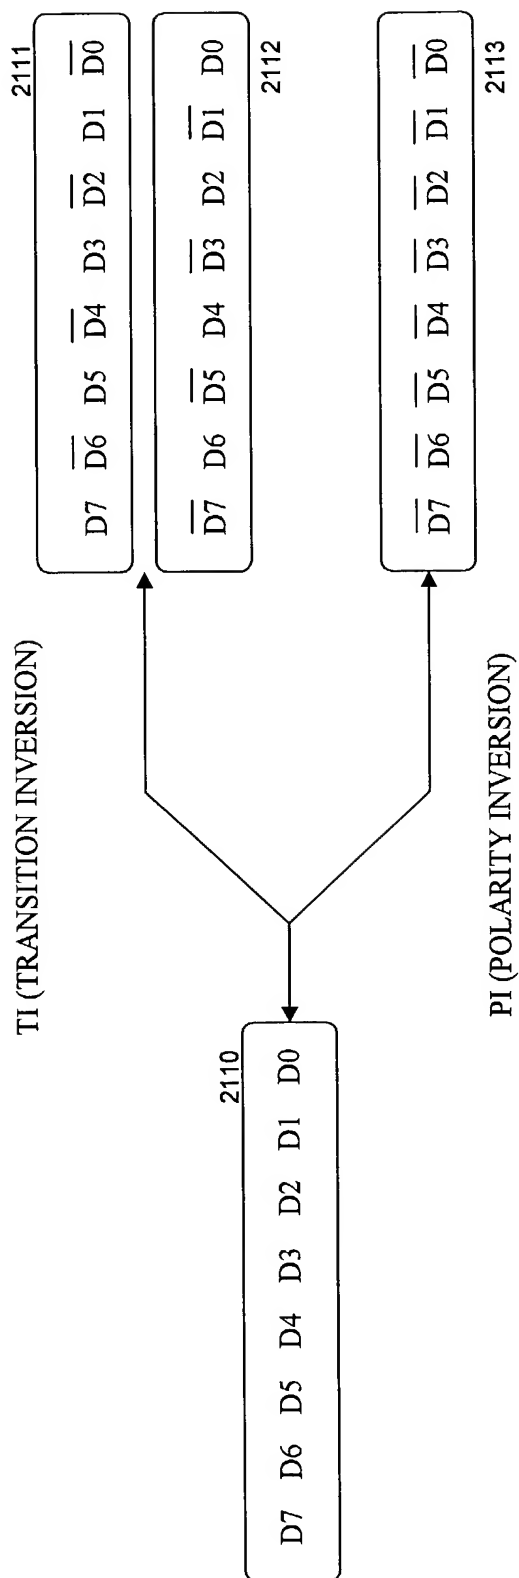 TI (TRANSITION INVERSION)
2111
D7 D̅6̅ D5 D̅4̅ D3 D̅2̅ D1 D̅0̅
D̅7̅ D6 D̅5̅ D4 D̅3̅ D2 D̅1̅ D0
2112
2110
D7 D6 D5 D4 D3 D2 D1 D0
D̅7̅ D̅6̅ D̅5̅ D̅4̅ D̅3̅ D̅2̅ D̅1̅ D̅0̅
2113
PI (POLARITY INVERSION)